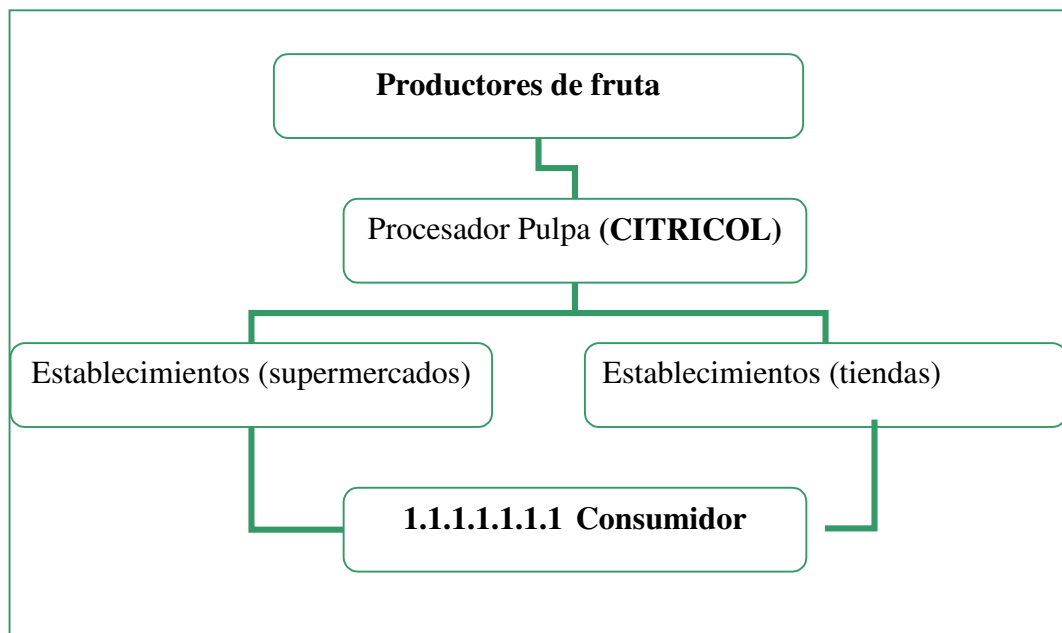 Productores de fruta
Procesador Pulpa (CITRICOL)
Establecimientos (supermercados)
Establecimientos (tiendas)
1.1.1.1.1.1.1 Consumidor